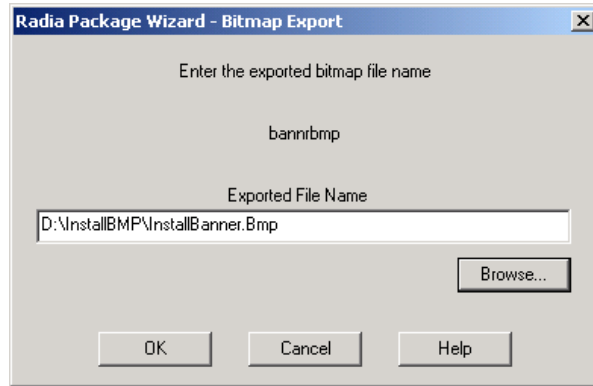 Radia Package Wizard - Bitmap Export
Enter the exported bitmap file name
bannrbmp
Exported File Name
D:\InstallBMP\InstallBanner.Bmp
Browse...
OK Cancel Help